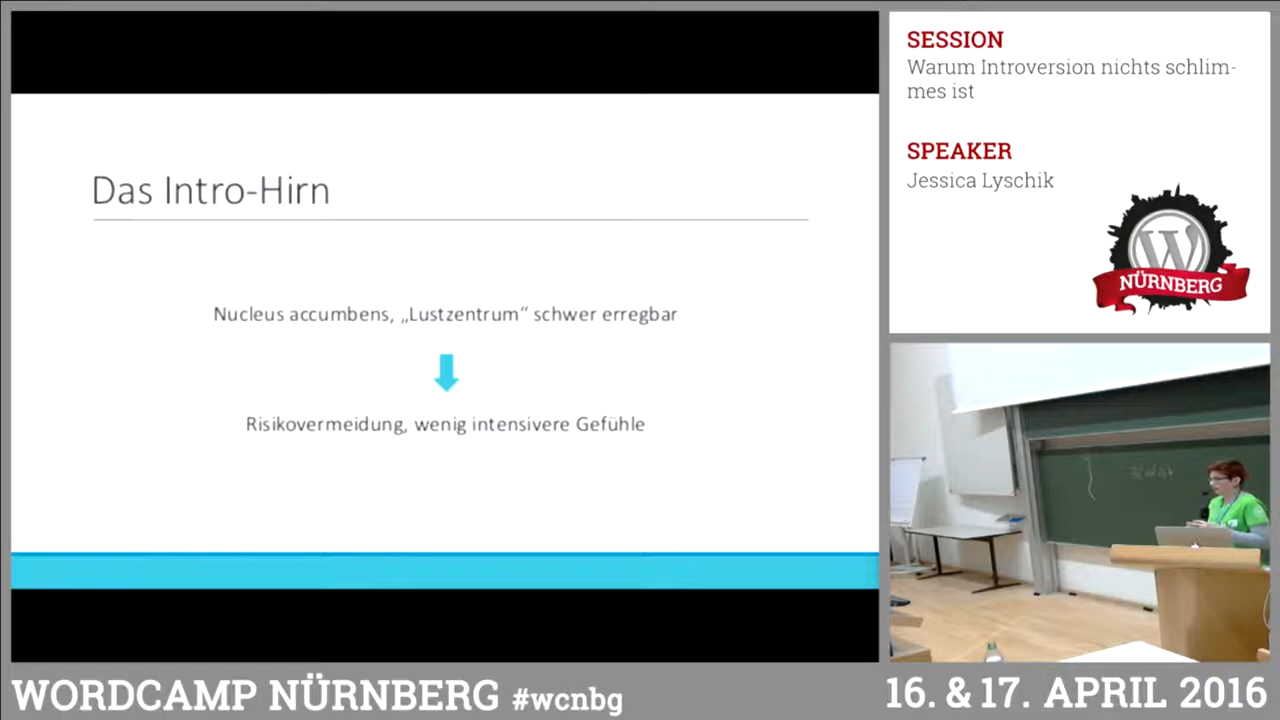 Das Intro-Hirn
Nucleus accumbens, „Lustzentrum“ schwer erregbar
Risikovermeidung, wenig intensivere Gefühle
SESSION
Warum Introversion nichts schlim-
mes ist
SPEAKER
Jessica Lyschik
W
NÜRNBERG
WORDCAMP NÜRNBERG #wcnbg
16. & 17. APRIL 2016